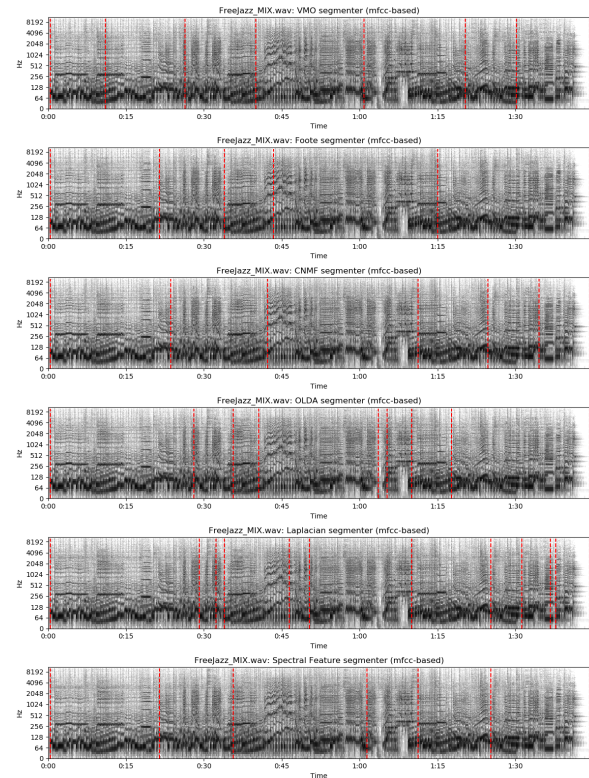 FreeJazz_MIX.wav: VMO segmenter (mfcc-based)
8192
4096
2048
1024
512
256
128
64
0
Hz
0:00 0:15 0:30 0:45 1:00 1:15 1:30
Time
FreeJazz_MIX.wav: Foote segmenter (mfcc-based)
8192
4096
2048
1024
512
256
128
64
0
Hz
0:00 0:15 0:30 0:45 1:00 1:15 1:30
Time
FreeJazz_MIX.wav: CNMF segmenter (mfcc-based)
8192
4096
2048
1024
512
256
128
64
0
Hz
0:00 0:15 0:30 0:45 1:00 1:15 1:30
Time
FreeJazz_MIX.wav: OLDA segmenter (mfcc-based)
8192
4096
2048
1024
512
256
128
64
0
Hz
0:00 0:15 0:30 0:45 1:00 1:15 1:30
Time
FreeJazz_MIX.wav: Laplacian segmenter (mfcc-based)
8192
4096
2048
1024
512
256
128
64
0
Hz
0:00 0:15 0:30 0:45 1:00 1:15 1:30
Time
FreeJazz_MIX.wav: Spectral Feature segmenter (mfcc-based)
8192
4096
2048
1024
512
256
128
64
0
Hz
0:00 0:15 0:30 0:45 1:00 1:15 1:30
Time